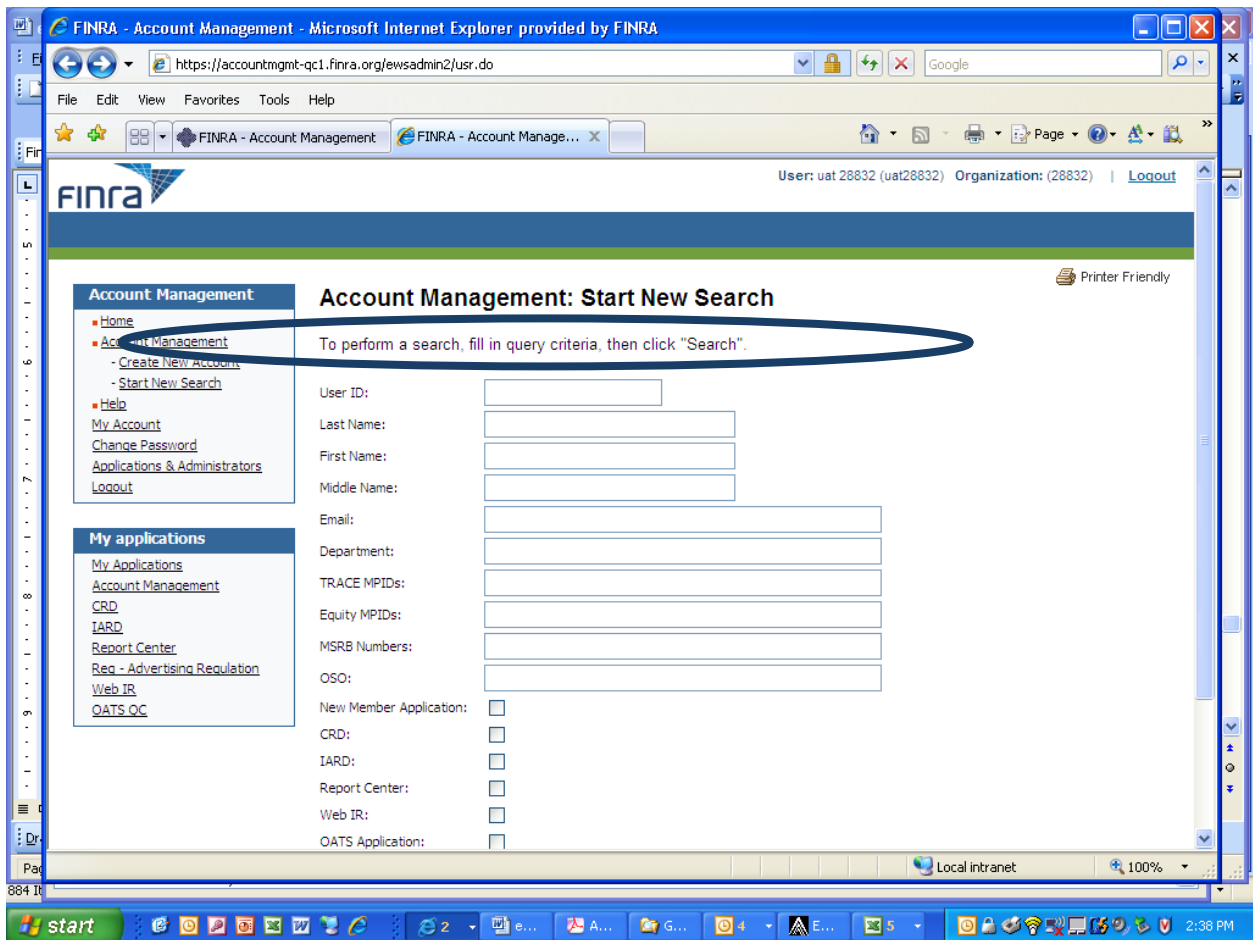 FINRA - Account Management - Microsoft Internet Explorer provided by FINRA
https://accountmgmt-qc1.finra.org/ewsadmin2/usr.do
Google
File Edit View Favorites Tools Help
FINRA - Account Management
FINRA - Account Manage...
Page
Fir
finra
User: uat 28832 (uat28832) Organization: (28832) | Logout
Printer Friendly
Account Management
Home
Account Management
- Create New Account
- Start New Search
Help
My Account
Change Password
Applications & Administrators
Logout
My applications
My Applications
Account Management
CRD
IARD
Report Center
Reg - Advertising Regulation
Web IR
OATS QC
Account Management: Start New Search
To perform a search, fill in query criteria, then click "Search".
User ID:
Last Name:
First Name:
Middle Name:
Email:
Department:
TRACE MPIDs:
Equity MPIDs:
MSRB Numbers:
OSO:
New Member Application:
CRD:
IARD:
Report Center:
Web IR:
OATS Application:
Dr
Local intranet
100%
Pag
884 It
start
2
e...
A...
G...
4
E...
5
2:38 PM